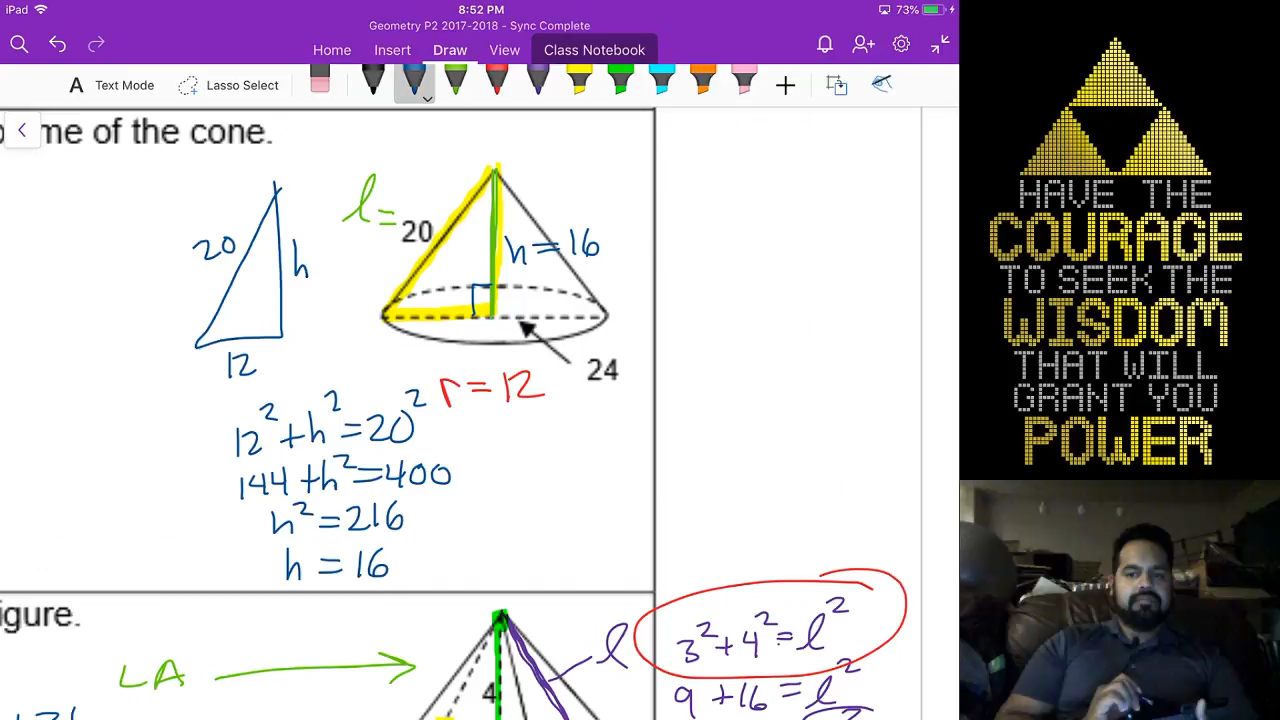 iPad
8:52 PM
73%
Geometry P2 2017-2018 - Sync Complete
Home Insert Draw View Class Notebook
A Text Mode Lasso Select
me of the cone.
l = 20
h = 16
24
r = 12
20
h
12
12² + h² = 20²
144 + h² = 400
h² = 216
h = 16
igure.
LA
4
l
3² + 4² = l²
9 + 16 = l²
HAVE THE
COURAGE
TO SEEK THE
WISDOM
THAT WILL
GRANT YOU
POWER